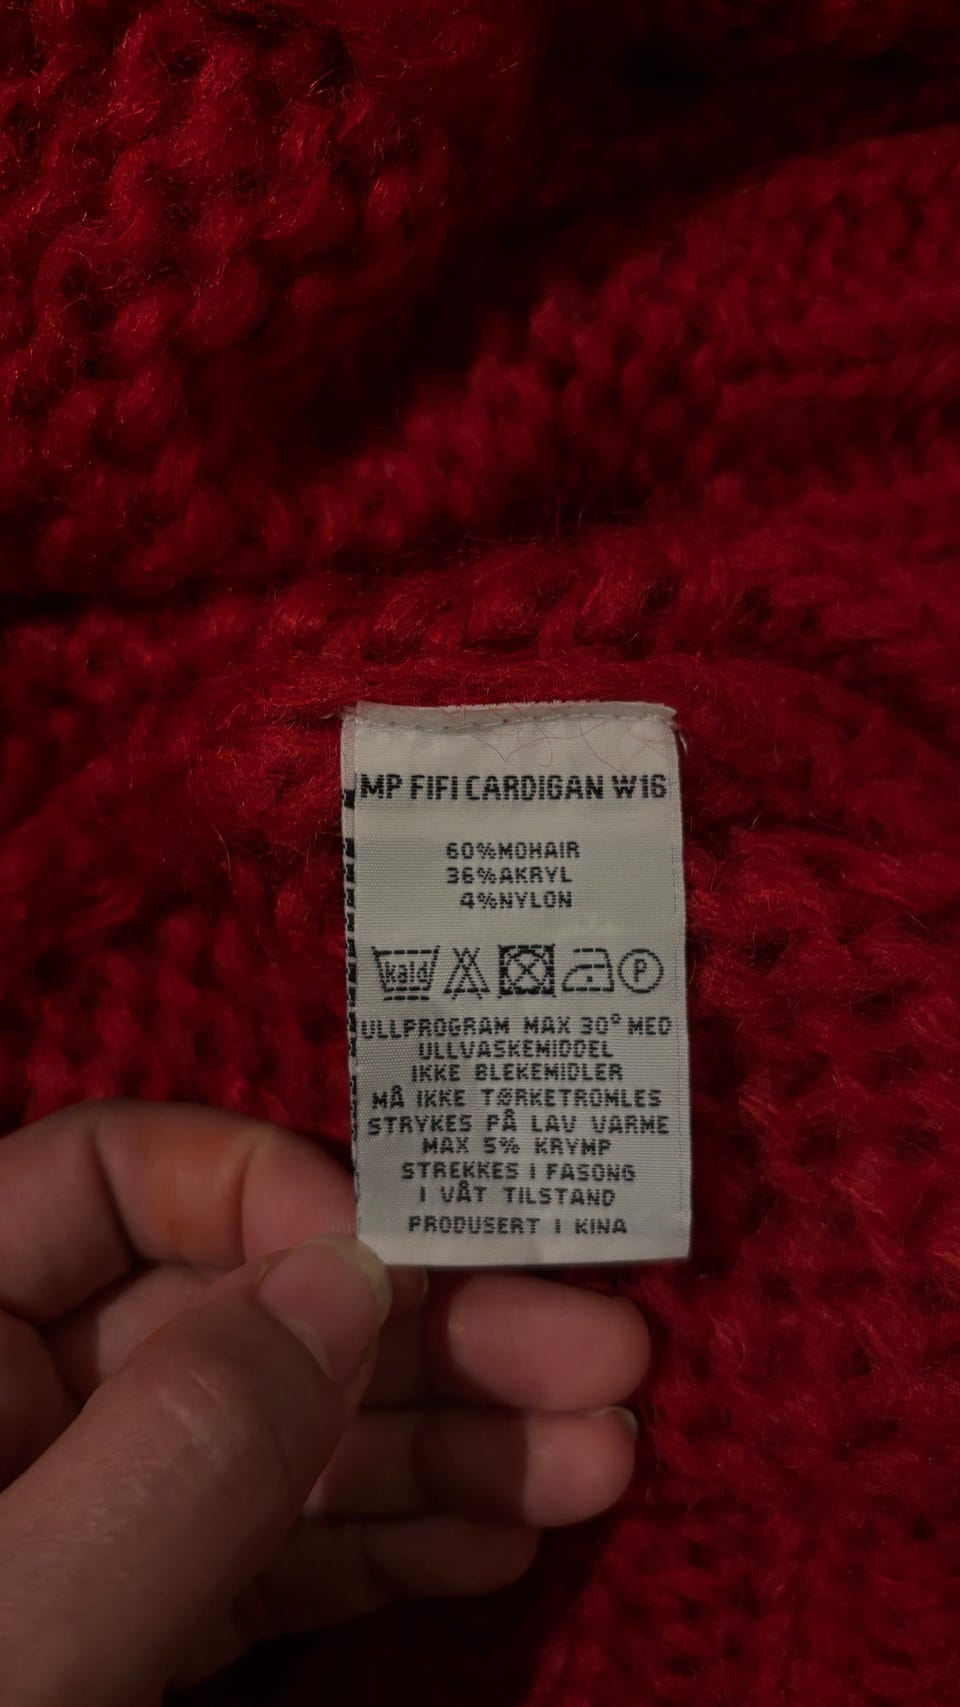 MP FIFI CARDIGAN W16
60%MOHAIR
36%AKRYL
4%NYLON
kald P
ULLPROGRAM MAX 30° MED
ULLVASKEMIDDEL
IKKE BLEKEMIDLER
MÅ IKKE TØRKETROMLES
STRYKES PÅ LAV VARME
MAX 5% KRYMP
STREKKES I FASONG
I VÅT TILSTAND
PRODUSERT I KINA